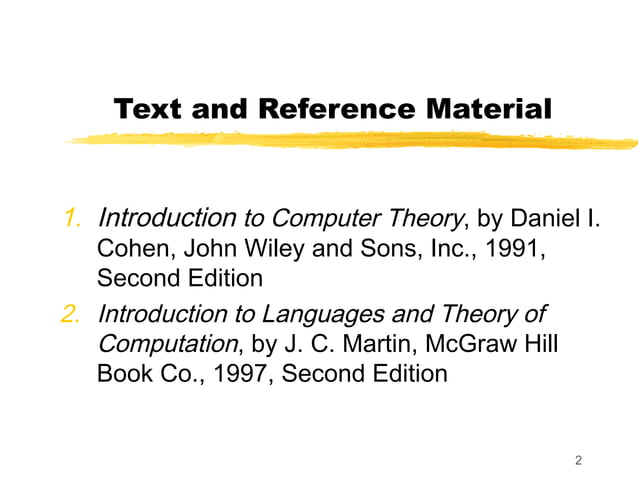 Text and Reference Material
1. Introduction to Computer Theory, by Daniel I.
Cohen, John Wiley and Sons, Inc., 1991,
Second Edition
2. Introduction to Languages and Theory of
Computation, by J. C. Martin, McGraw Hill
Book Co., 1997, Second Edition
2